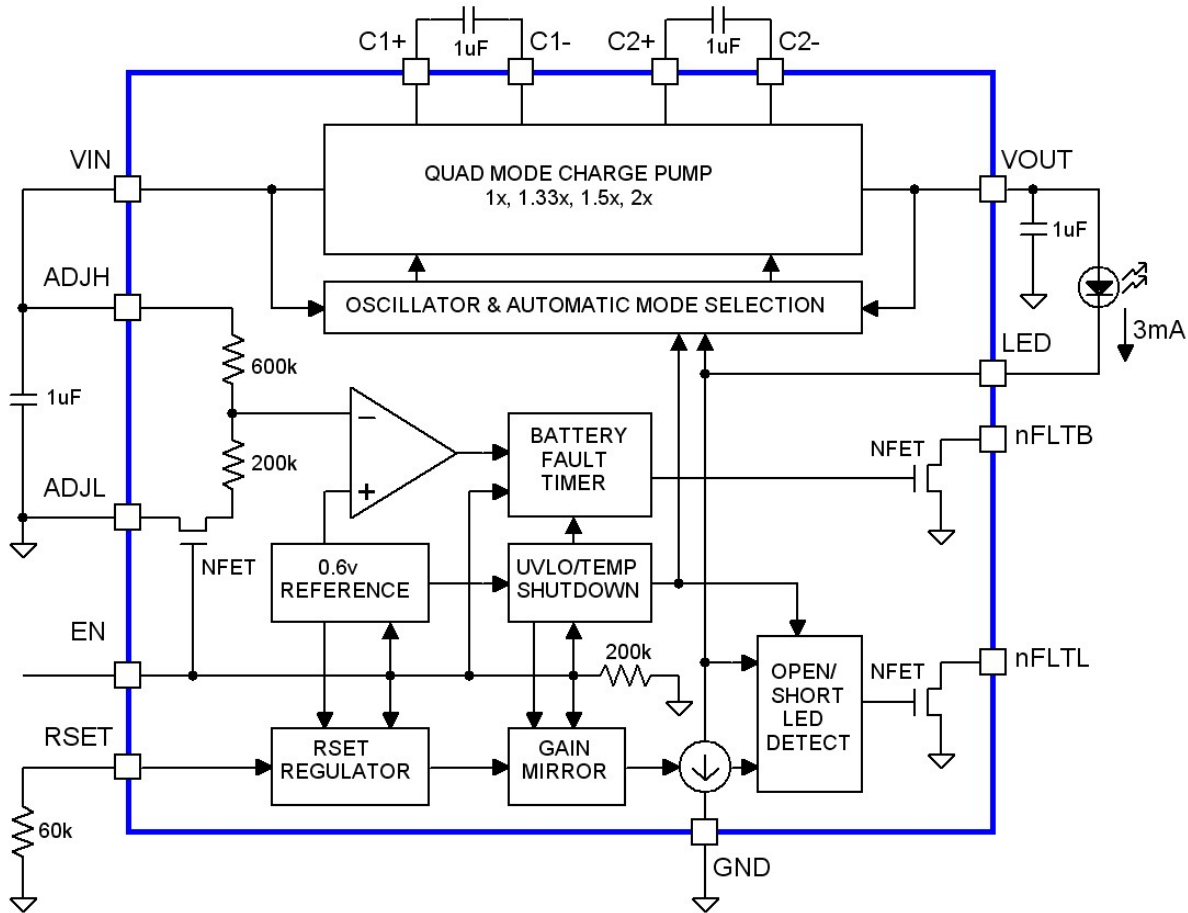 C1+
1uF
C1-
C2+
1uF
C2-
VIN
QUAD MODE CHARGE PUMP
1x, 1.33x, 1.5x, 2x
VOUT
1uF
ADJH
OSCILLATOR & AUTOMATIC MODE SELECTION
3mA
LED
600k
1uF
−
BATTERY
FAULT
TIMER
NFET
nFLTB
200k
ADJL
+
NFET
0.6v
REFERENCE
UVLO/TEMP
SHUTDOWN
EN
200k
OPEN/
SHORT
LED
DETECT
NFET
nFLTL
RSET
RSET
REGULATOR
GAIN
MIRROR
60k
GND